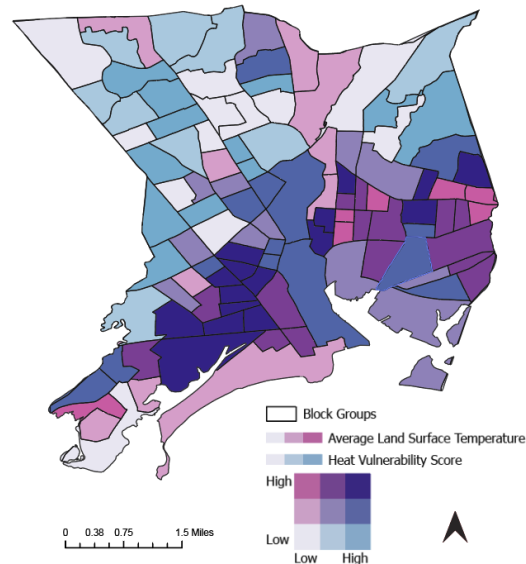 Block Groups
Average Land Surface Temperature
Heat Vulnerability Score
High
Low
Low High
0 0.38 0.75 1.5 Miles